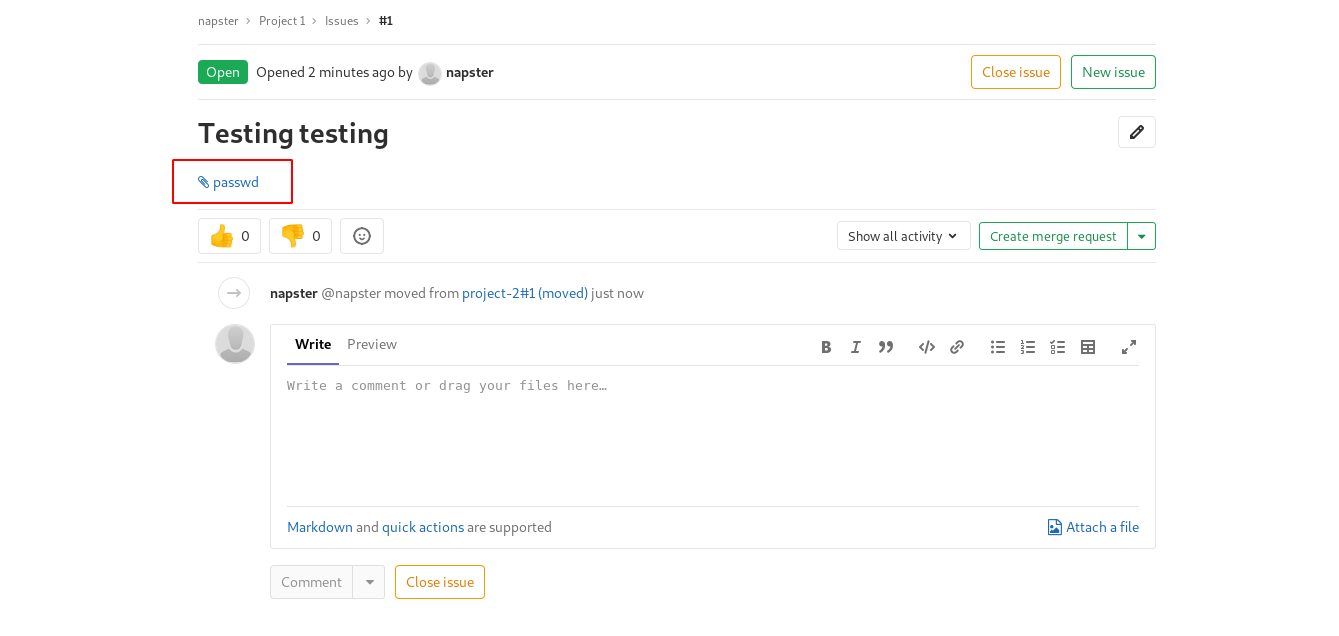 napster › Project 1 › Issues › #1
Open Opened 2 minutes ago by napster Close issue New issue
Testing testing
passwd
0 0 Show all activity Create merge request
napster @napster moved from project-2#1 (moved) just now
Write Preview
Write a comment or drag your files here…
Markdown and quick actions are supported Attach a file
Comment Close issue